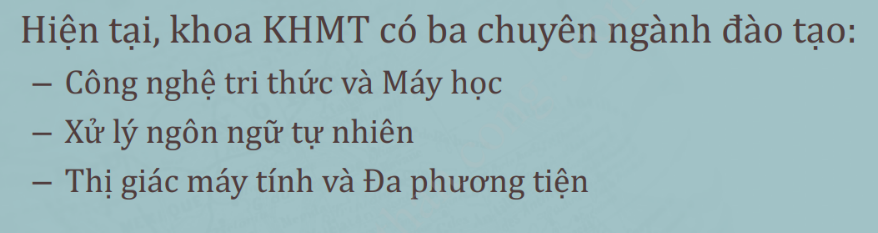 Hiện tại, khoa KHMT có ba chuyên ngành đào tạo:
– Công nghệ tri thức và Máy học
– Xử lý ngôn ngữ tự nhiên
– Thị giác máy tính và Đa phương tiện